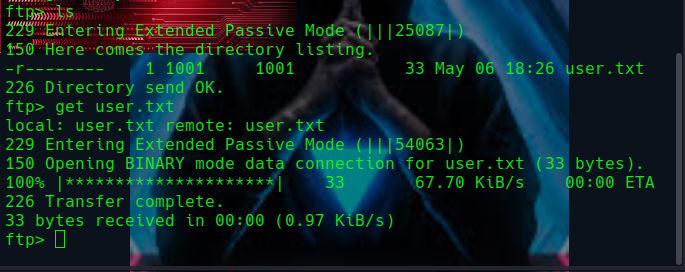 ftp> ls
229 Entering Extended Passive Mode (|||25087|)
150 Here comes the directory listing.
-r-------- 1 1001 1001 33 May 06 18:26 user.txt
226 Directory send OK.
ftp> get user.txt
local: user.txt remote: user.txt
229 Entering Extended Passive Mode (|||54063|)
150 Opening BINARY mode data connection for user.txt (33 bytes).
100% |*********************| 33 67.70 KiB/s 00:00 ETA
226 Transfer complete.
33 bytes received in 00:00 (0.97 KiB/s)
ftp>